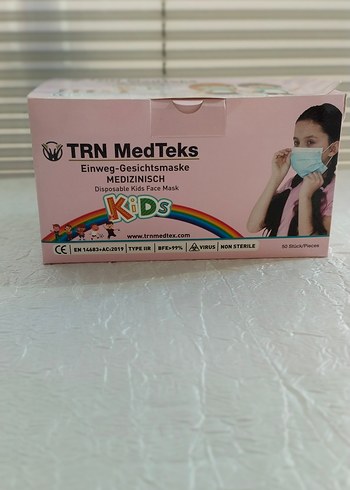 TRN MedTeks
Einweg-Gesichtsmaske
MEDIZINISCH
Disposable Kids Face Mask
KiDs
www.trnmedtex.com
CE EN 14683+AC:2019 TYPE IIR BFE>99% VIRUS NON STERILE
50 Stück/Pieces